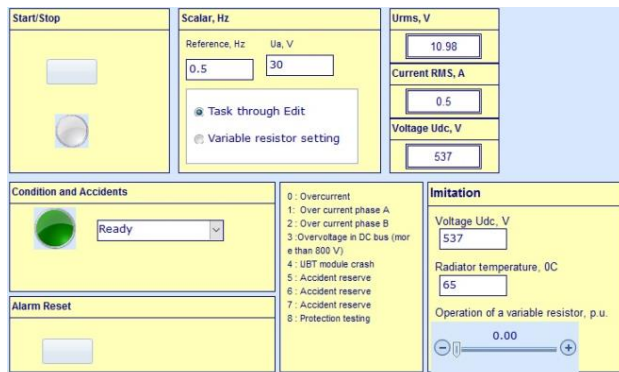 Start/Stop
Scalar, Hz
Reference, Hz
Ua, V
0.5
30
Task through Edit
Variable resistor setting
Urms, V
10.98
Current RMS, A
0.5
Voltage Udc, V
537
Condition and Accidents
Ready
Alarm Reset
0 : Overcurrent
1: Over current phase A
2 : Over current phase B
3 :Overvoltage in DC bus (mor
e than 800 V)
4 : UBT module crash
5 : Accident reserve
6 : Accident reserve
7 : Accident reserve
8 : Protection testing
Imitation
Voltage Udc, V
537
Radiator temperature, 0C
65
Operation of a variable resistor, p.u.
0.00